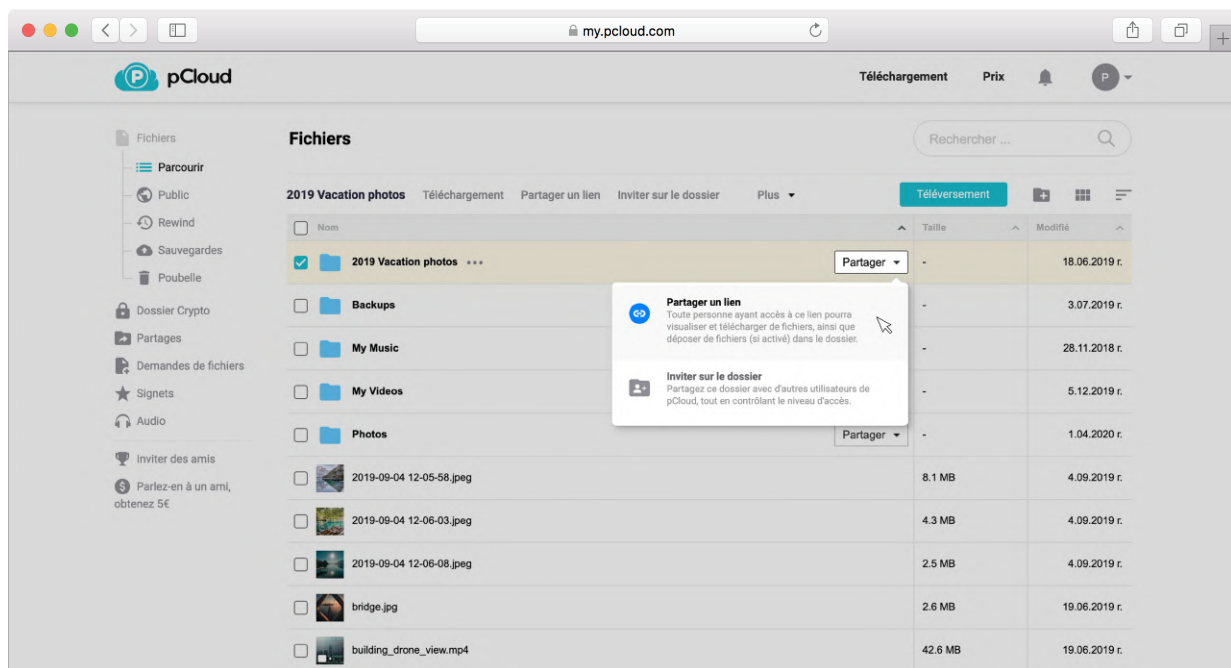 my.pcloud.com
pCloud
Téléchargement Prix P
Fichiers
Parcourir
Public
Rewind
Sauvegardes
Poubelle
Dossier Crypto
Partages
Demandes de fichiers
Signets
Audio
Inviter des amis
Parlez-en à un ami,
obtenez 5€
Fichiers
Rechercher ...
2019 Vacation photos Téléchargement Partager un lien Inviter sur le dossier Plus Téléversement
Nom Taille Modifié
2019 Vacation photos ••• Partager - 18.06.2019 г.
Backups - 3.07.2019 г.
My Music - 28.11.2018 г.
My Videos - 5.12.2019 г.
Photos Partager - 1.04.2020 г.
Partager un lien
Toute personne ayant accès à ce lien pourra
visualiser et télécharger de fichiers, ainsi que
déposer de fichiers (si activé) dans le dossier.
Inviter sur le dossier
Partagez ce dossier avec d'autres utilisateurs de
pCloud, tout en contrôlant le niveau d'accès.
2019-09-04 12-05-58.jpeg 8.1 MB 4.09.2019 г.
2019-09-04 12-06-03.jpeg 4.3 MB 4.09.2019 г.
2019-09-04 12-06-08.jpeg 2.5 MB 4.09.2019 г.
bridge.jpg 2.6 MB 19.06.2019 г.
building_drone_view.mp4 42.6 MB 19.06.2019 г.